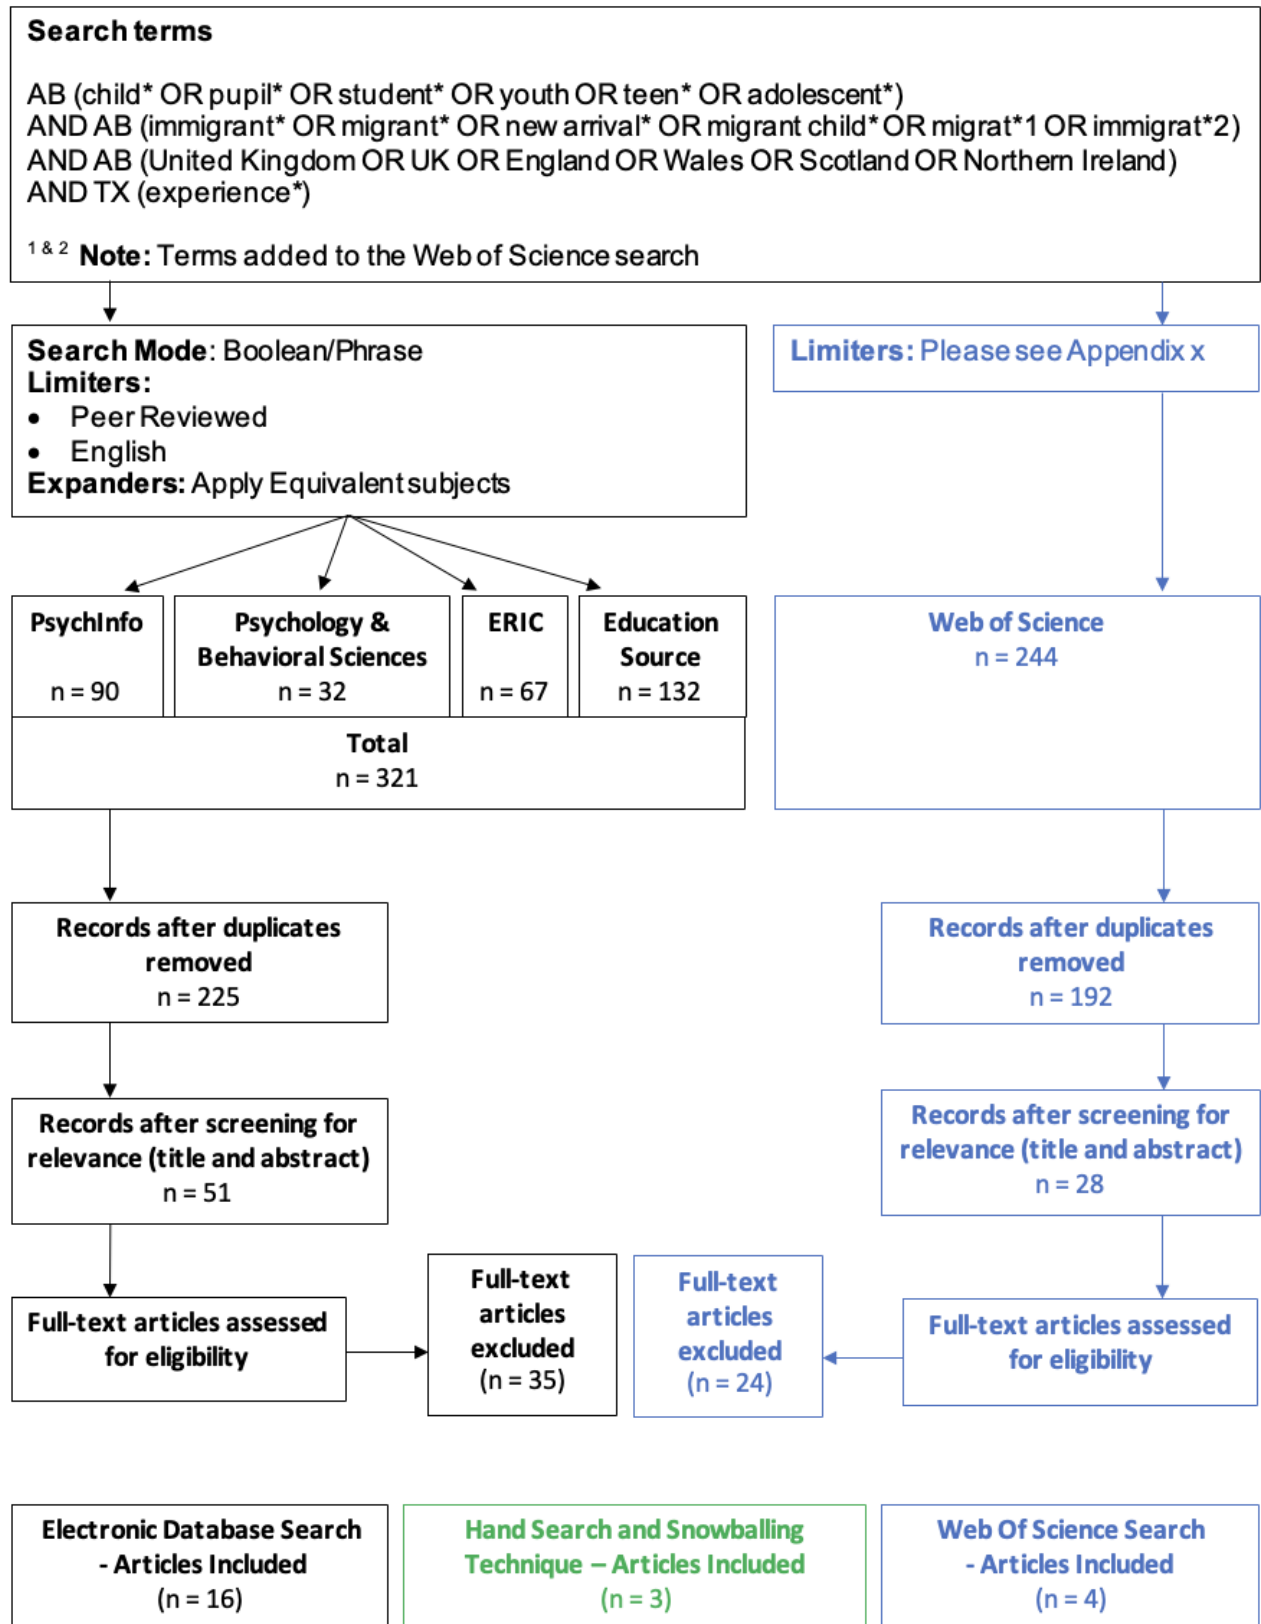 Search terms
AB (child* OR pupil* OR student* OR youth OR teen* OR adolescent*)
AND AB (immigrant* OR migrant* OR new arrival* OR migrant child* OR migrat*1 OR immigrat*2)
AND AB (United Kingdom OR UK OR England OR Wales OR Scotland OR Northern Ireland)
AND TX (experience*)
1 & 2 Note: Terms added to the Web of Science search
Search Mode: Boolean/Phrase
Limiters:
• Peer Reviewed
• English
Expanders: Apply Equivalent subjects
Limiters: Please see Appendix x
PsychInfo
n = 90
Psychology &
Behavioral Sciences
n = 32
ERIC
n = 67
Education
Source
n = 132
Total
n = 321
Web of Science
n = 244
Records after duplicates
removed
n = 225
Records after duplicates
removed
n = 192
Records after screening for
relevance (title and abstract)
n = 51
Records after screening for
relevance (title and abstract)
n = 28
Full-text articles assessed
for eligibility
Full-text
articles
excluded
(n = 35)
Full-text
articles
excluded
(n = 24)
Full-text articles assessed
for eligibility
Electronic Database Search
- Articles Included
(n = 16)
Hand Search and Snowballing
Technique – Articles Included
(n = 3)
Web Of Science Search
- Articles Included
(n = 4)